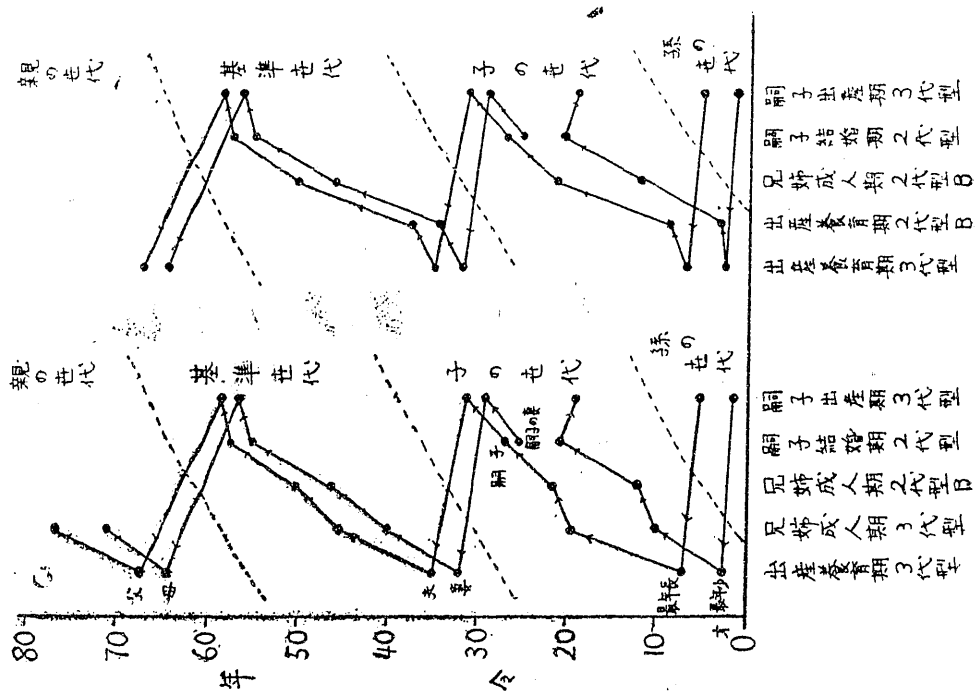 80
70
60
50
40
30
20
10
0
年
令
才
親の世代
基準世代
子の世代
孫の世代
父
母
夫
妻
嗣子
嗣子の妻
最年長
最年少
出産養育期3代型
兄姉成人期3代型
兄姉成人期2代型B
嗣子結婚期2代型
嗣子出産期3代型
親の世代
基準世代
子の世代
孫の世代
出産養育期3代型
出産養育期2代型B
兄姉成人期2代型B
嗣子結婚期2代型
嗣子出産期3代型